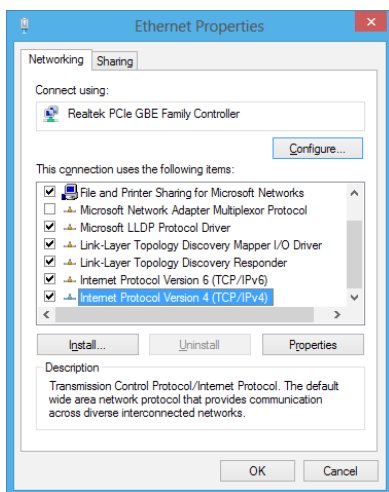 Ethernet Properties
Networking
Sharing
Connect using:
Realtek PCIe GBE Family Controller
Configure...
This connection uses the following items:
File and Printer Sharing for Microsoft Networks
Microsoft Network Adapter Multiplexor Protocol
Microsoft LLDP Protocol Driver
Link-Layer Topology Discovery Mapper I/O Driver
Link-Layer Topology Discovery Responder
Internet Protocol Version 6 (TCP/IPv6)
Internet Protocol Version 4 (TCP/IPv4)
Install...
Uninstall
Properties
Description
Transmission Control Protocol/Internet Protocol. The default
wide area network protocol that provides communication
across diverse interconnected networks.
OK
Cancel